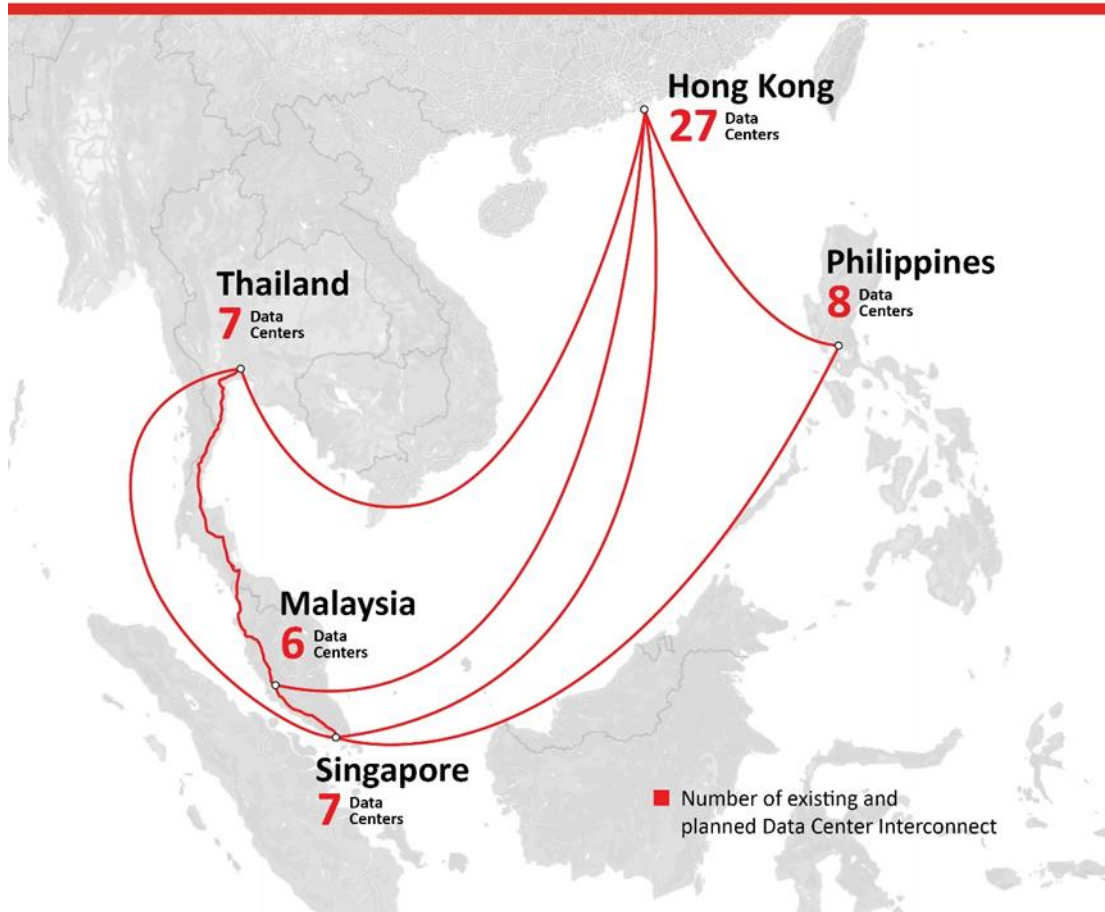 Hong Kong
27 Data
Centers
Philippines
8 Data
Centers
Thailand
7 Data
Centers
Malaysia
6 Data
Centers
Singapore
7 Data
Centers
Number of existing and
planned Data Center Interconnect